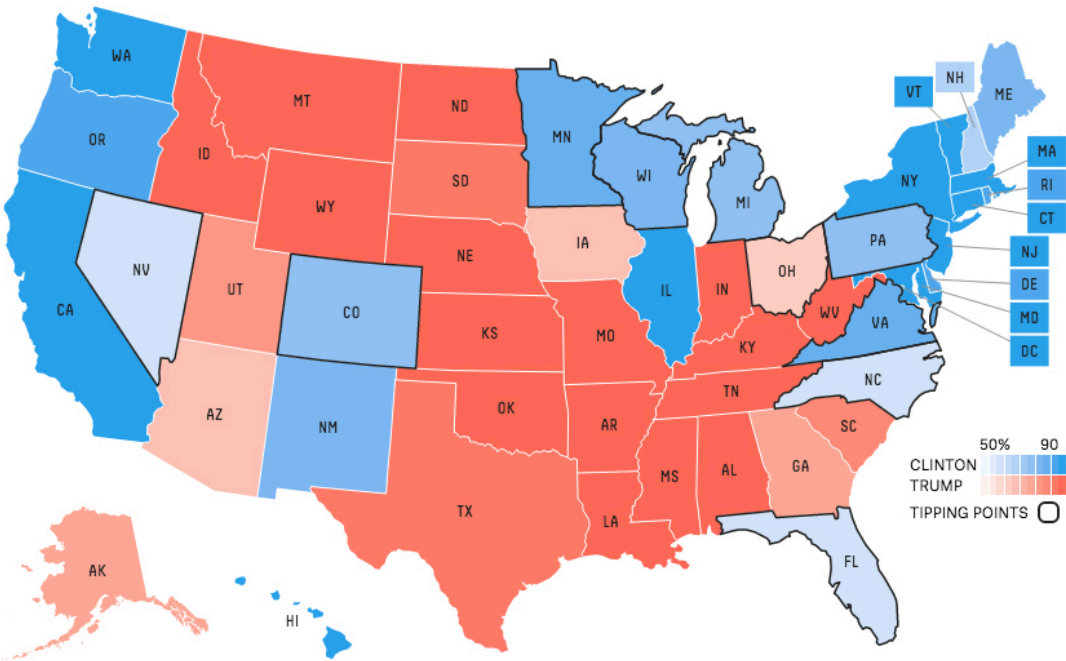 WA
NH
VT
ME
MT
ND
OR
MN
MA
ID
WI
NY
RI
SD
MI
WY
CT
PA
IA
NE
NV
OH
NJ
UT
IL
IN
DE
CO
CA
WV
MD
VA
KS
MO
KY
DC
NC
TN
OK
AZ
NM
AR
SC
50% 90
GA
CLINTON
MS
AL
TRUMP
TX
TIPPING POINTS
LA
FL
AK
HI